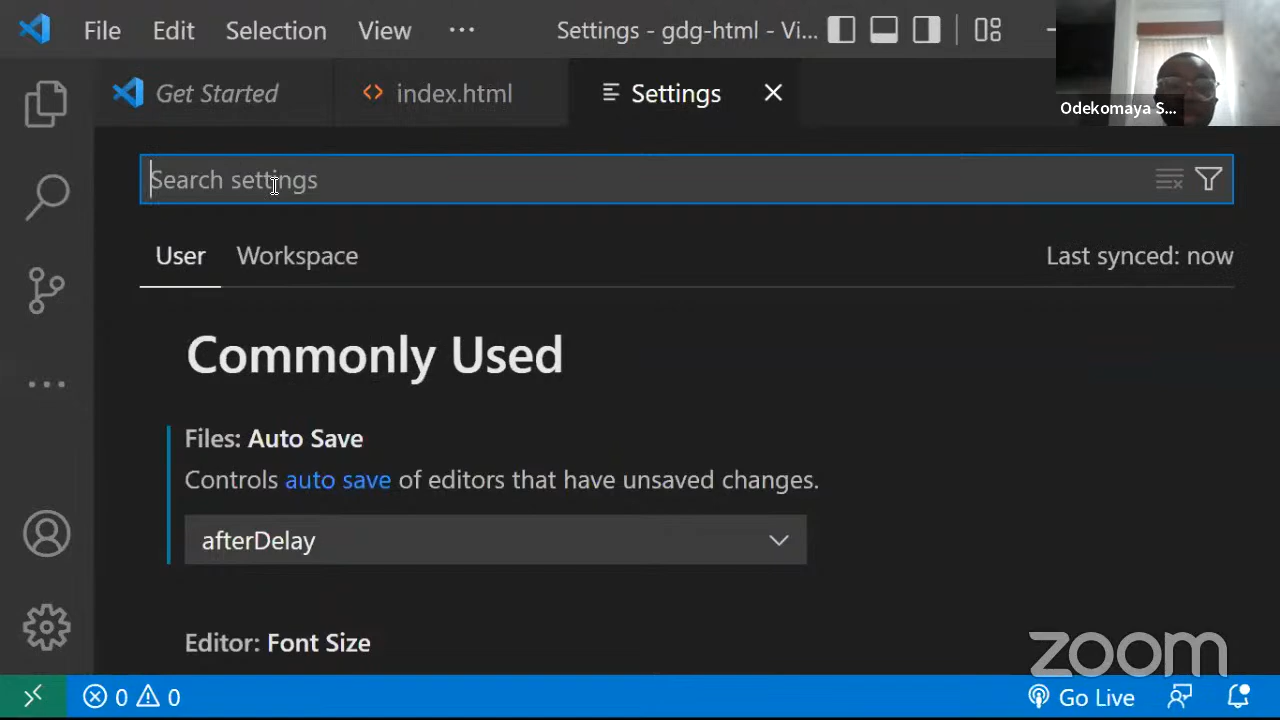 File Edit Selection View ··· Settings - gdg-html - Vi...
Get Started index.html Settings
Odekomaya S...
Search settings
User Workspace Last synced: now
Commonly Used
Files: Auto Save
Controls auto save of editors that have unsaved changes.
afterDelay
Editor: Font Size
zoom
0 0 Go Live